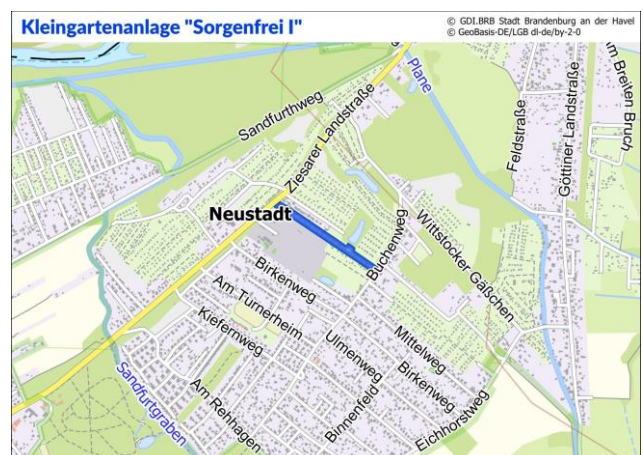 Kleingartenanlage "Sorgenfrei I"
© GDI.BRB Stadt Brandenburg an der Havel
© GeoBasis-DE/LGB dl-de/by-2-0
Plane
m Breiten Bruch
Sandfurthweg
Ziesarer Landstraße
Feldstraße
Göttiner Landstraße
Neustadt
Wittstocker Gäßchen
Buchenweg
Birkenweg
Am Turnerheim
Kiefernweg
Mittelweg
Ulmenweg
Birkenweg
Sandfurtgraben
Am Rehhagen
Binnenfeld
Eichhorstweg